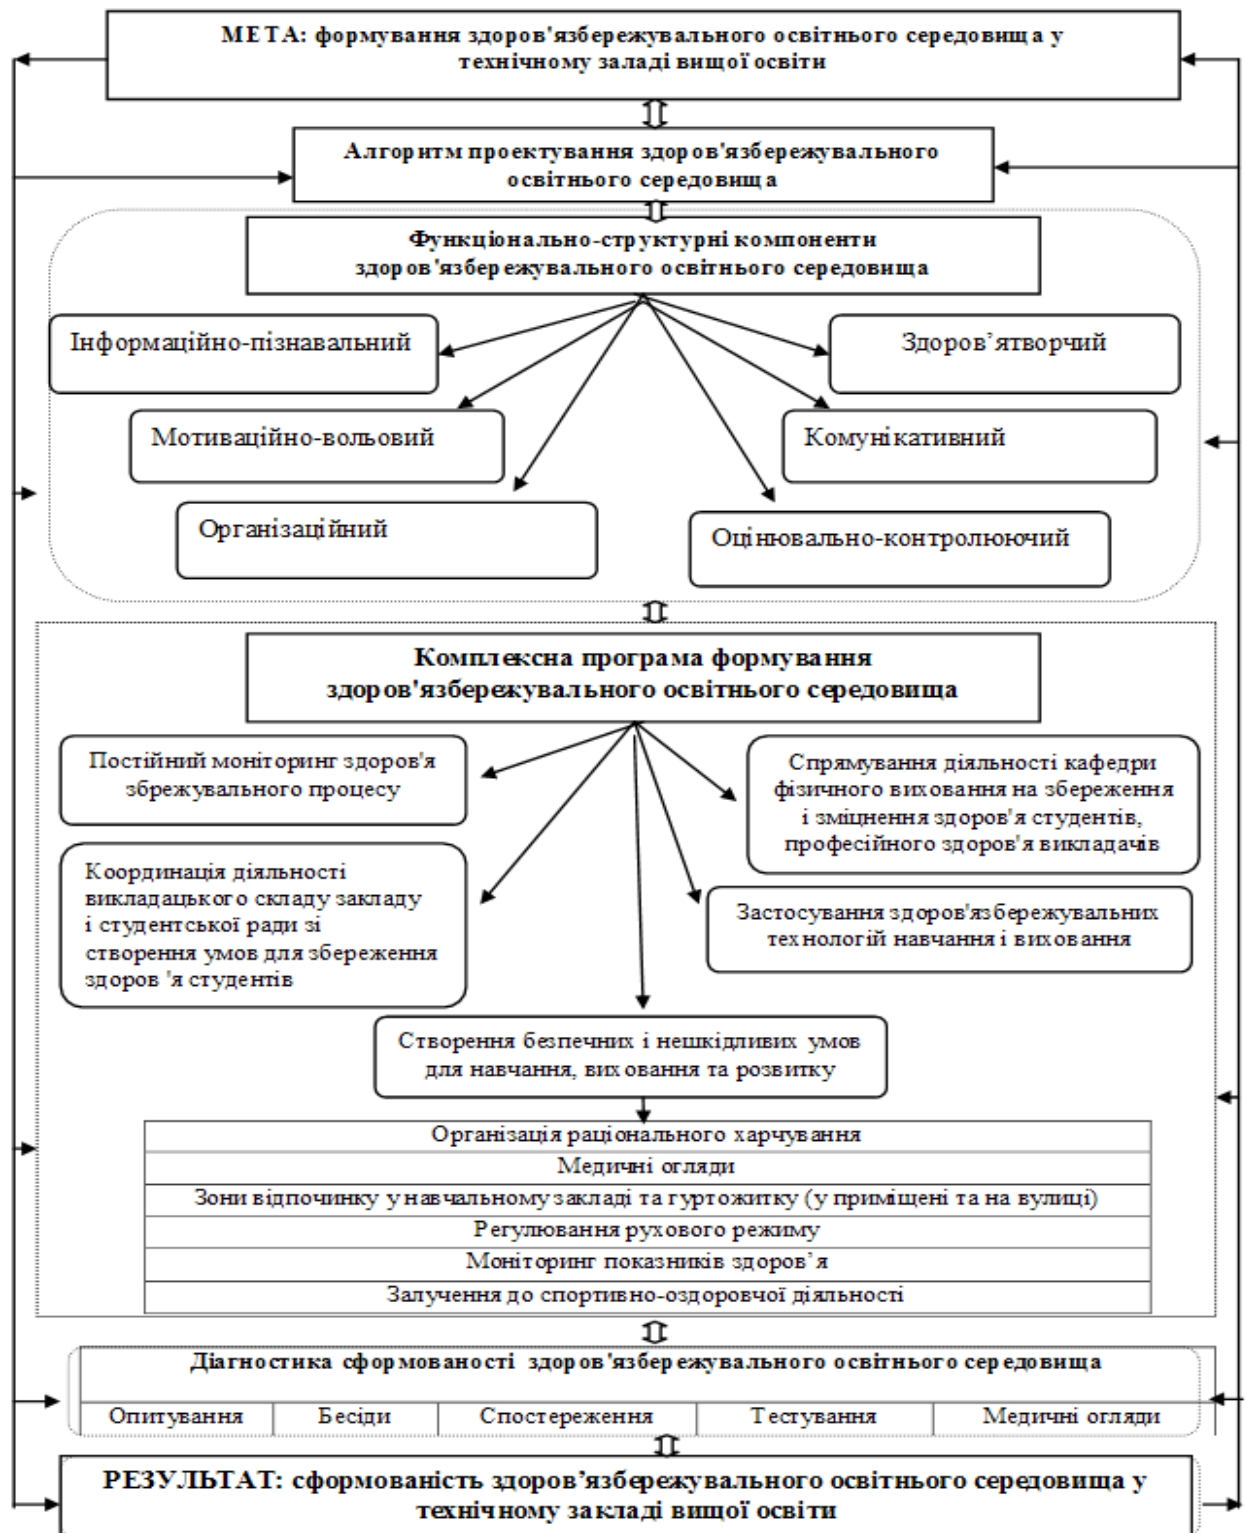 МЕТА: формування здоров'язбережувального освітнього середовища у
технічному заладі вищої освіти
Алгоритм проектування здоров'язбережувального
освітнього середовища
Функціонально-структурні компоненти
здоров'язбережувального освітнього середовища
Інформаційно-пізнавальний
Здоров’ятворчий
Мотиваційно-вольовий
Комунікативний
Організаційний
Оцінювально-контролюючий
Комплексна програма формування
здоров'язбережувального освітнього середовища
Постійний моніторинг здоров'я
збрежувального процесу
Спрямування діяльності кафедри
фізичного виховання на збереження
і зміцнення здоров'я студентів,
професійного здоров'я викладачів
Координація діяльності
викладацького складу закладу
і студентської ради зі
створення умов для збереження
здоров 'я студентів
Застосування здоров'язбережувальних
технологій навчання і виховання
Створення безпечних і нешкідливих умов
для навчання, виховання та розвитку
Організація раціонального харчування
Медичні огляди
Зони відпочинку у навчальному закладі та гуртожитку (у приміщені та на вулиці)
Регулювання рухового режиму
Моніторинг показників здоров’я
Залучення до спортивно-оздоровчої діяльності
Діагностика сформованості здоров'язбережувального освітнього середовища
Опитування Бесіди Спостереження Тестування Медичні огляди
РЕЗУЛЬТАТ: сформованість здоров’язбережувального освітнього середовища у
технічному закладі вищої освіти